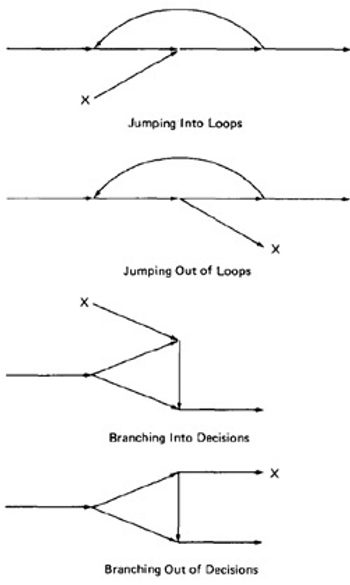 X
Jumping Into Loops
X
Jumping Out of Loops
X
Branching Into Decisions
X
Branching Out of Decisions